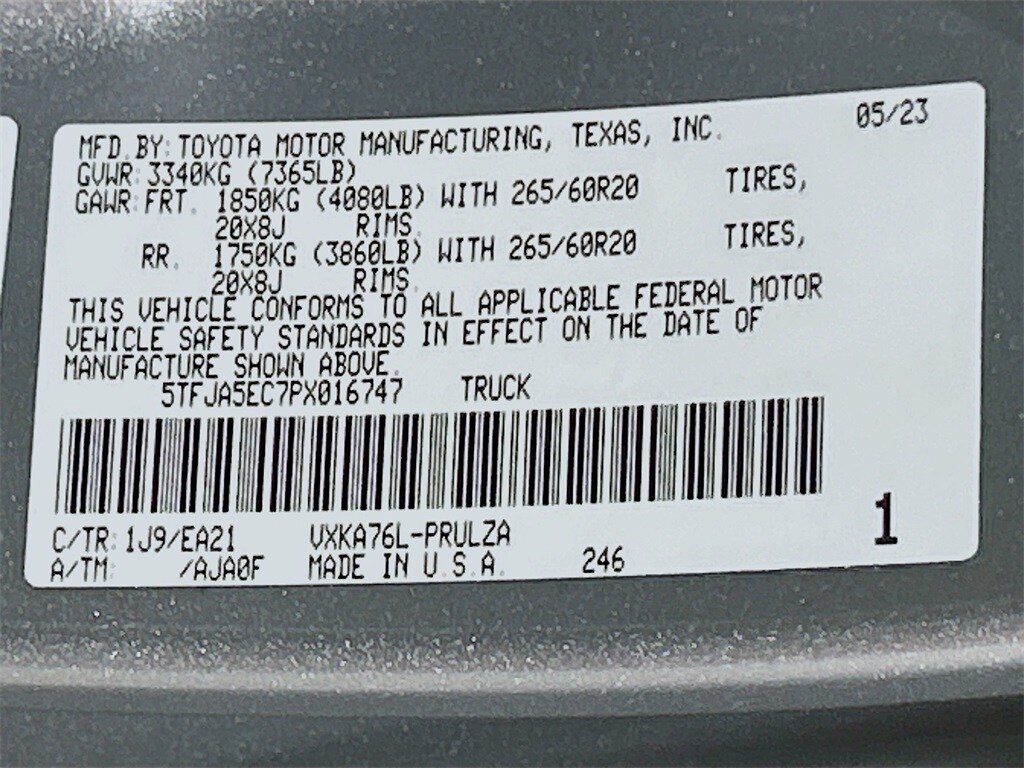 05/23
MFD. BY: TOYOTA MOTOR MANUFACTURING, TEXAS, INC.
GVWR: 3340KG (7365LB)
GAWR: FRT. 1850KG (4080LB) WITH 265/60R20 TIRES,
20X8J RIMS.
RR. 1750KG (3860LB) WITH 265/60R20 TIRES,
20X8J RIMS.
THIS VEHICLE CONFORMS TO ALL APPLICABLE FEDERAL MOTOR
VEHICLE SAFETY STANDARDS IN EFFECT ON THE DATE OF
MANUFACTURE SHOWN ABOVE.
5TFJA5EC7PX016747 TRUCK
C/TR: 1J9/EA21 VXKA76L-PRULZA
A/TM: /AJA0F MADE IN U.S.A. 246
1